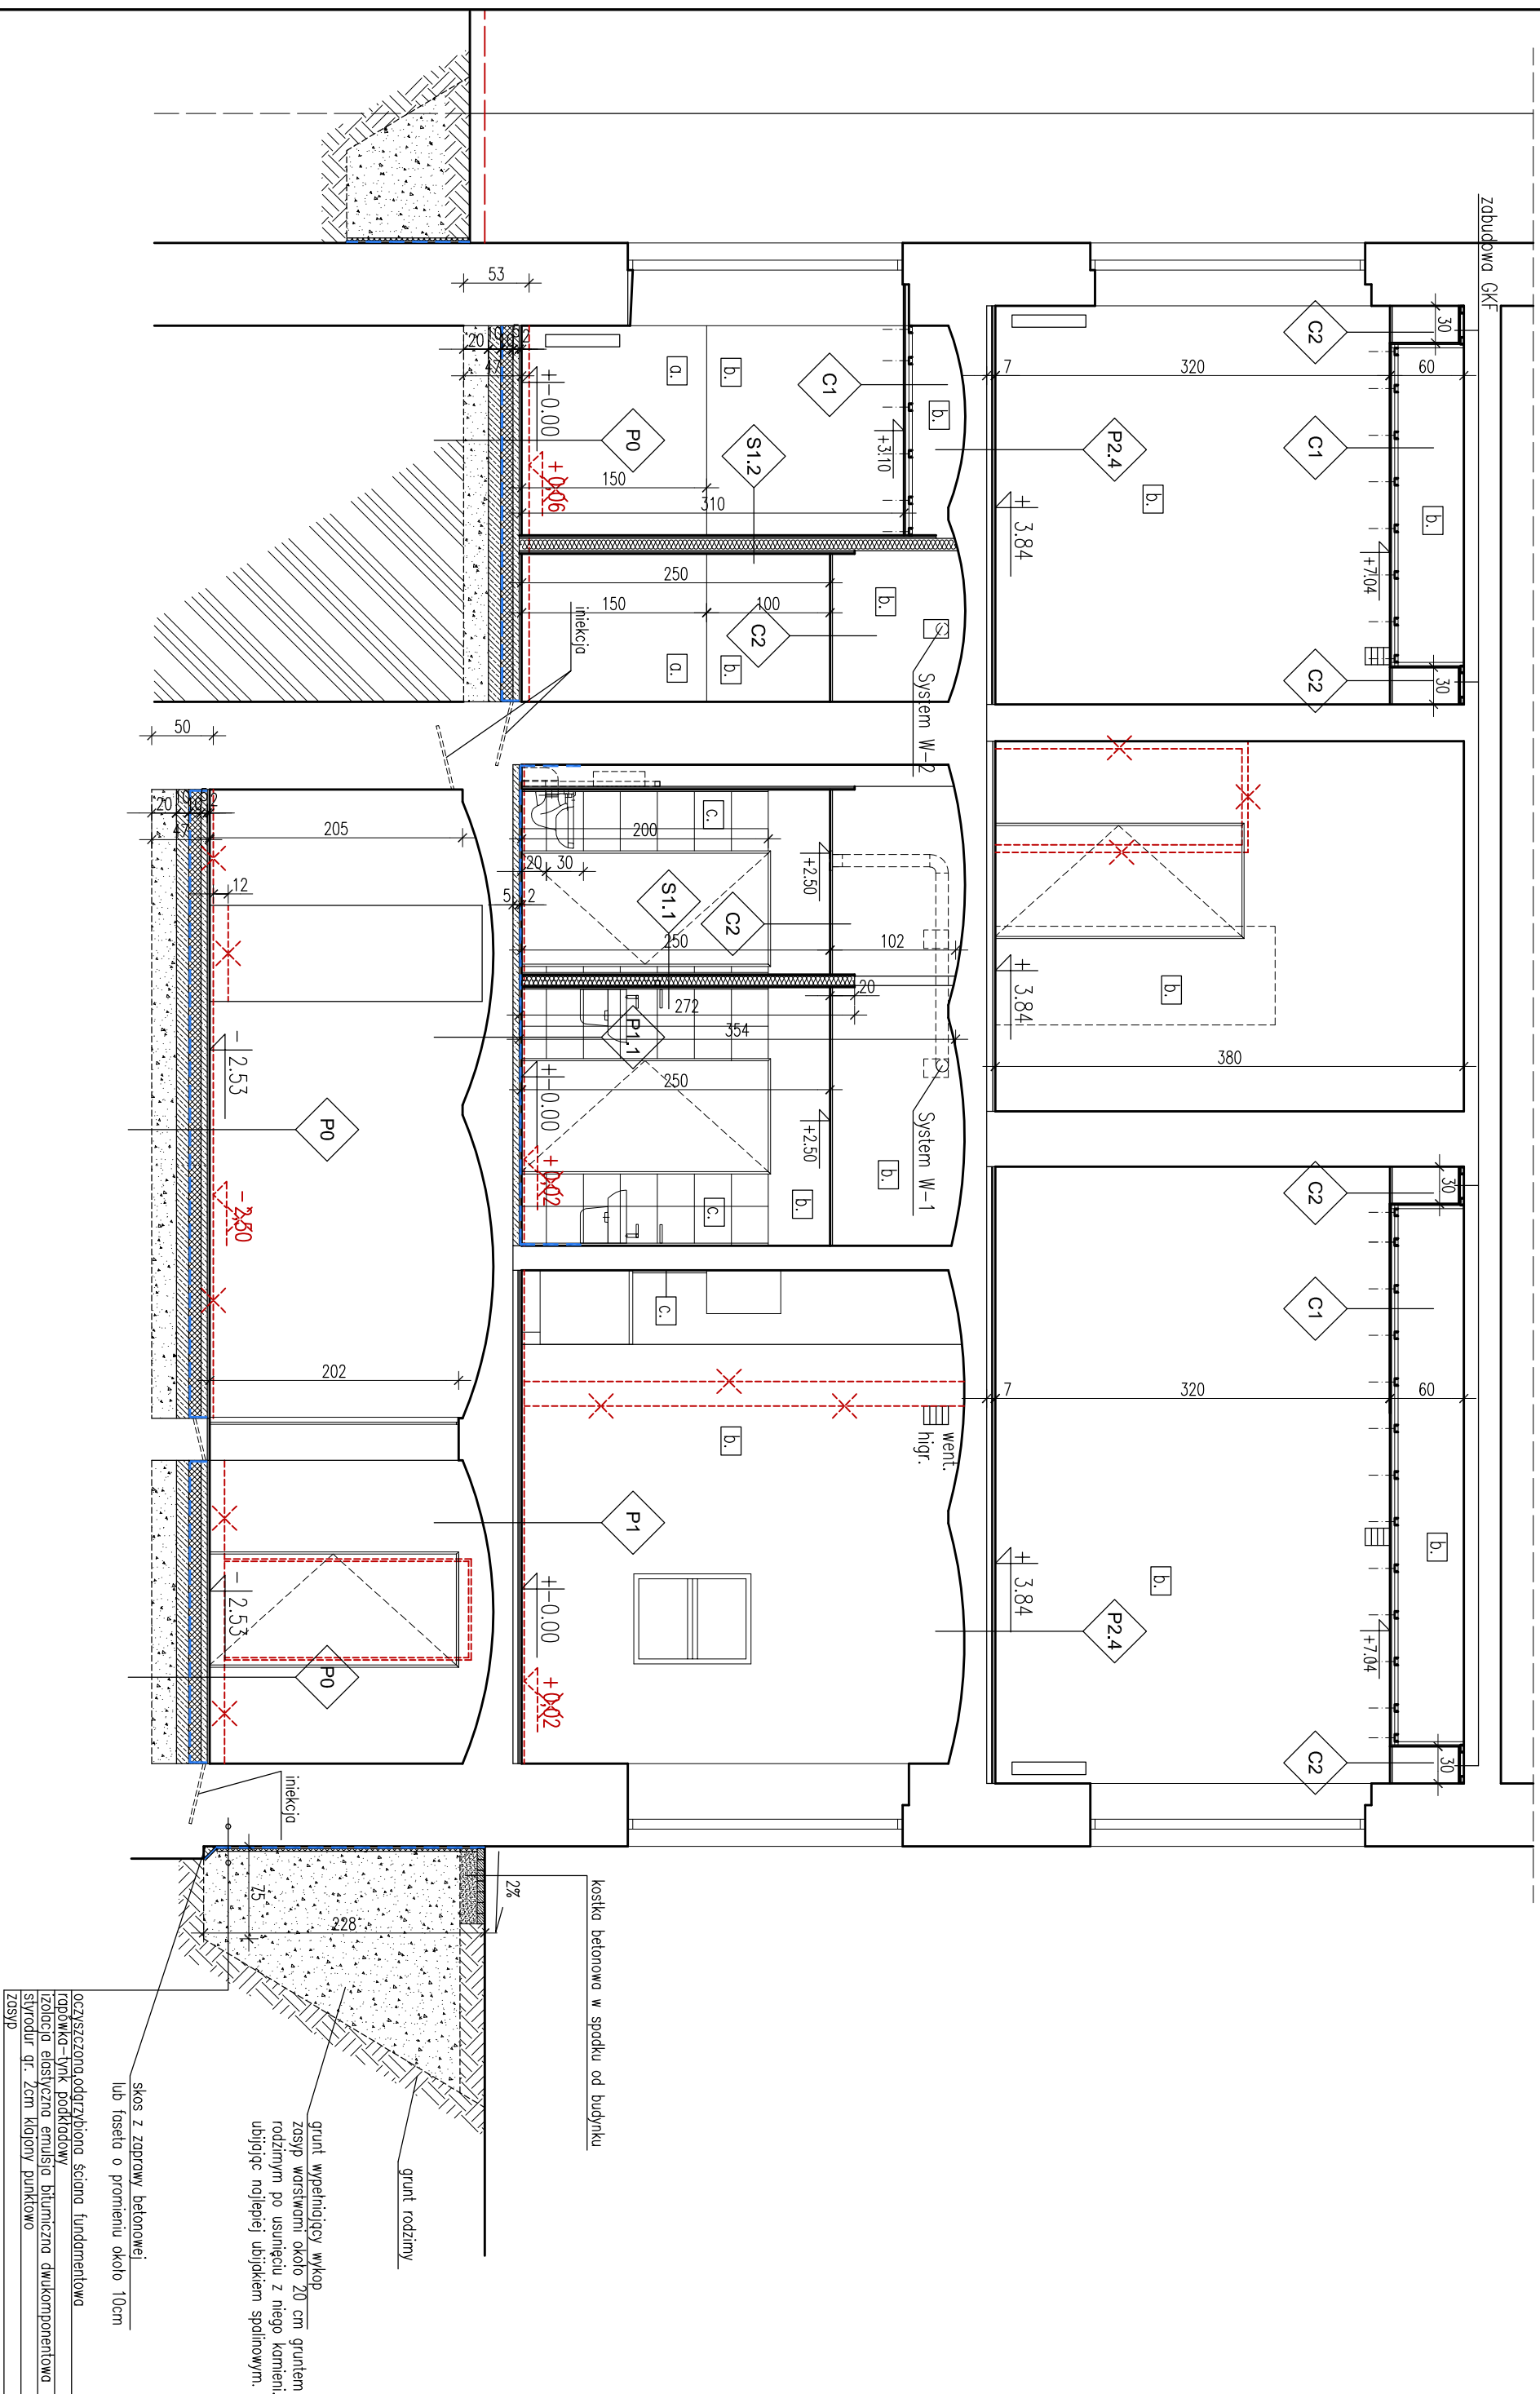 zabudowa GKF
30
C2
C1
C2
30
7
320
60
b.
b.
P2.4
+ 3.84
+7.04
+ 3.84
b.
380
30
C2
C1
C2
30
7
320
60
b.
b.
P2.4
+ 3.84
+7.04
53
20
47
+-0.00
+0,06
P0
a.
b.
b.
C1
S1.2
+3.10
150
310
250
150
100
C2
b.
a.
b.
System W-2
iniekcja
c.
200
20
30
5
2
S1.1
C2
+2.50
250
102
20
272
354
250
P1.1
+-0.00
+0,02
+2.50
System W-1
b.
b.
c.
c.
b.
went.
higr.
P1
+-0.00
+0,02
50
20
47
205
12
- 2.53
- 2,50
P0
202
- 2.53
P0
iniekcja
75
228
2%
kostka betonowa w spadku od budynku
grunt rodzimy
grunt wypełniający wykop
zasyp warstwami około 20 cm gruntem
rodzimym po usunięciu z niego kamieni.
ubijając najlepiej ubijakiem spalinowym.
skos z zaprawy betonowej
lub faseta o promieniu około 10cm
oczyszczona,odgrzybiona ściana fundamentowa
rapówka-tynk podkładowy
izolacja elastyczna emulsja bitumiczna dwukomponentowa
styrodur gr. 2cm klajony punktowo
zasyp